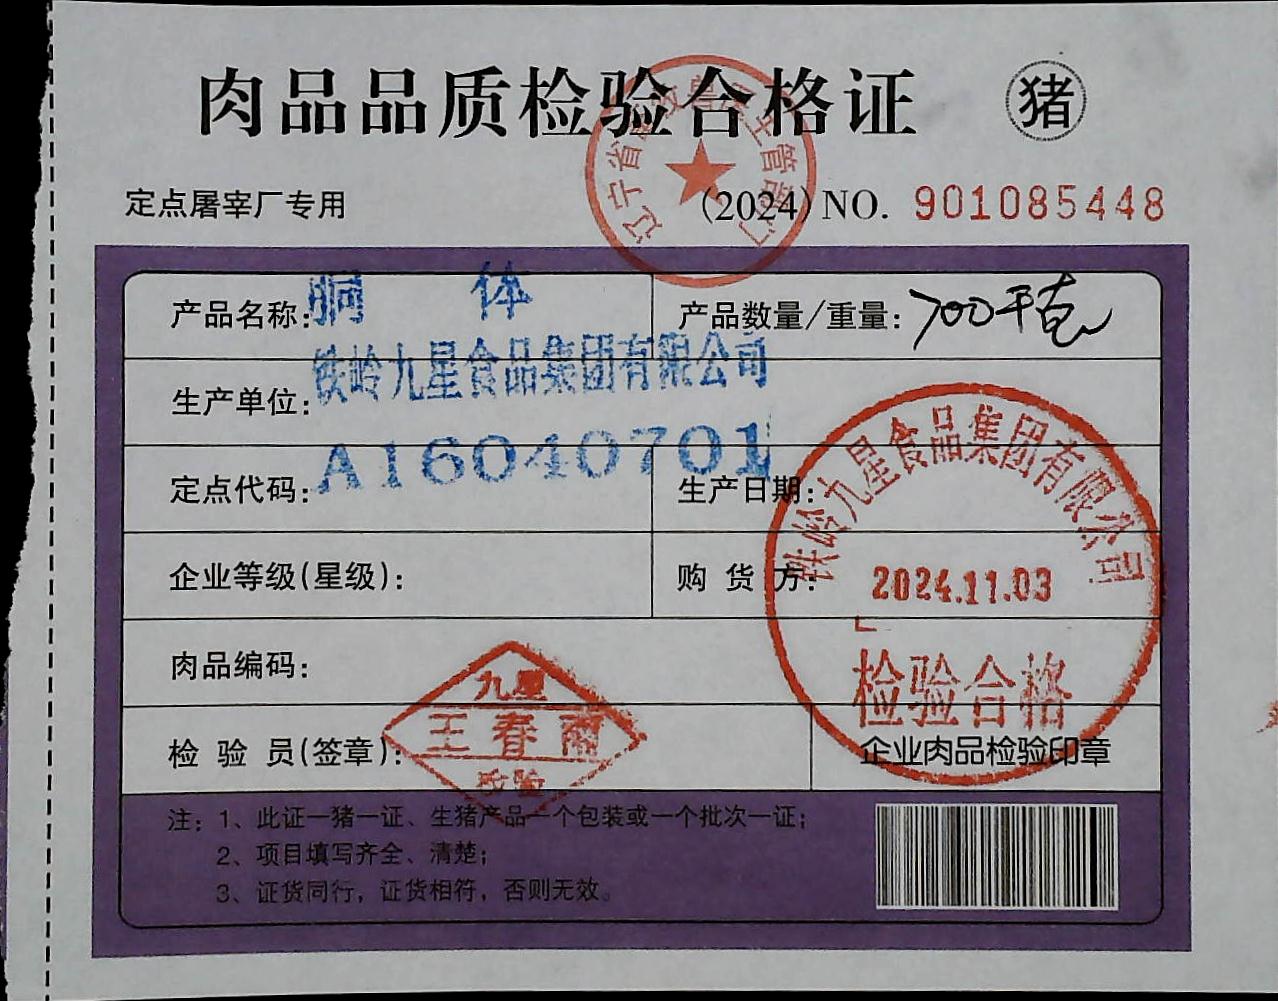 肉品品质检验合格证 猪
定点屠宰厂专用 (2024) NO. 901085448
产品名称: 胴 体 产品数量/重量: 700千克
生产单位: 铁岭九星食品集团有限公司
定点代码: A16040701 生产日期:
企业等级(星级): 购 货 方:
铁岭九星食品集团有限公司
2024.11.03
检验合格
肉品编码:
九星
检 验 员(签章): 王春雨
企业肉品检验印章
注: 1、此证一猪一证、生猪产品一个包装或一个批次一证;
2、项目填写齐全、清楚;
3、证货同行,证货相符,否则无效。